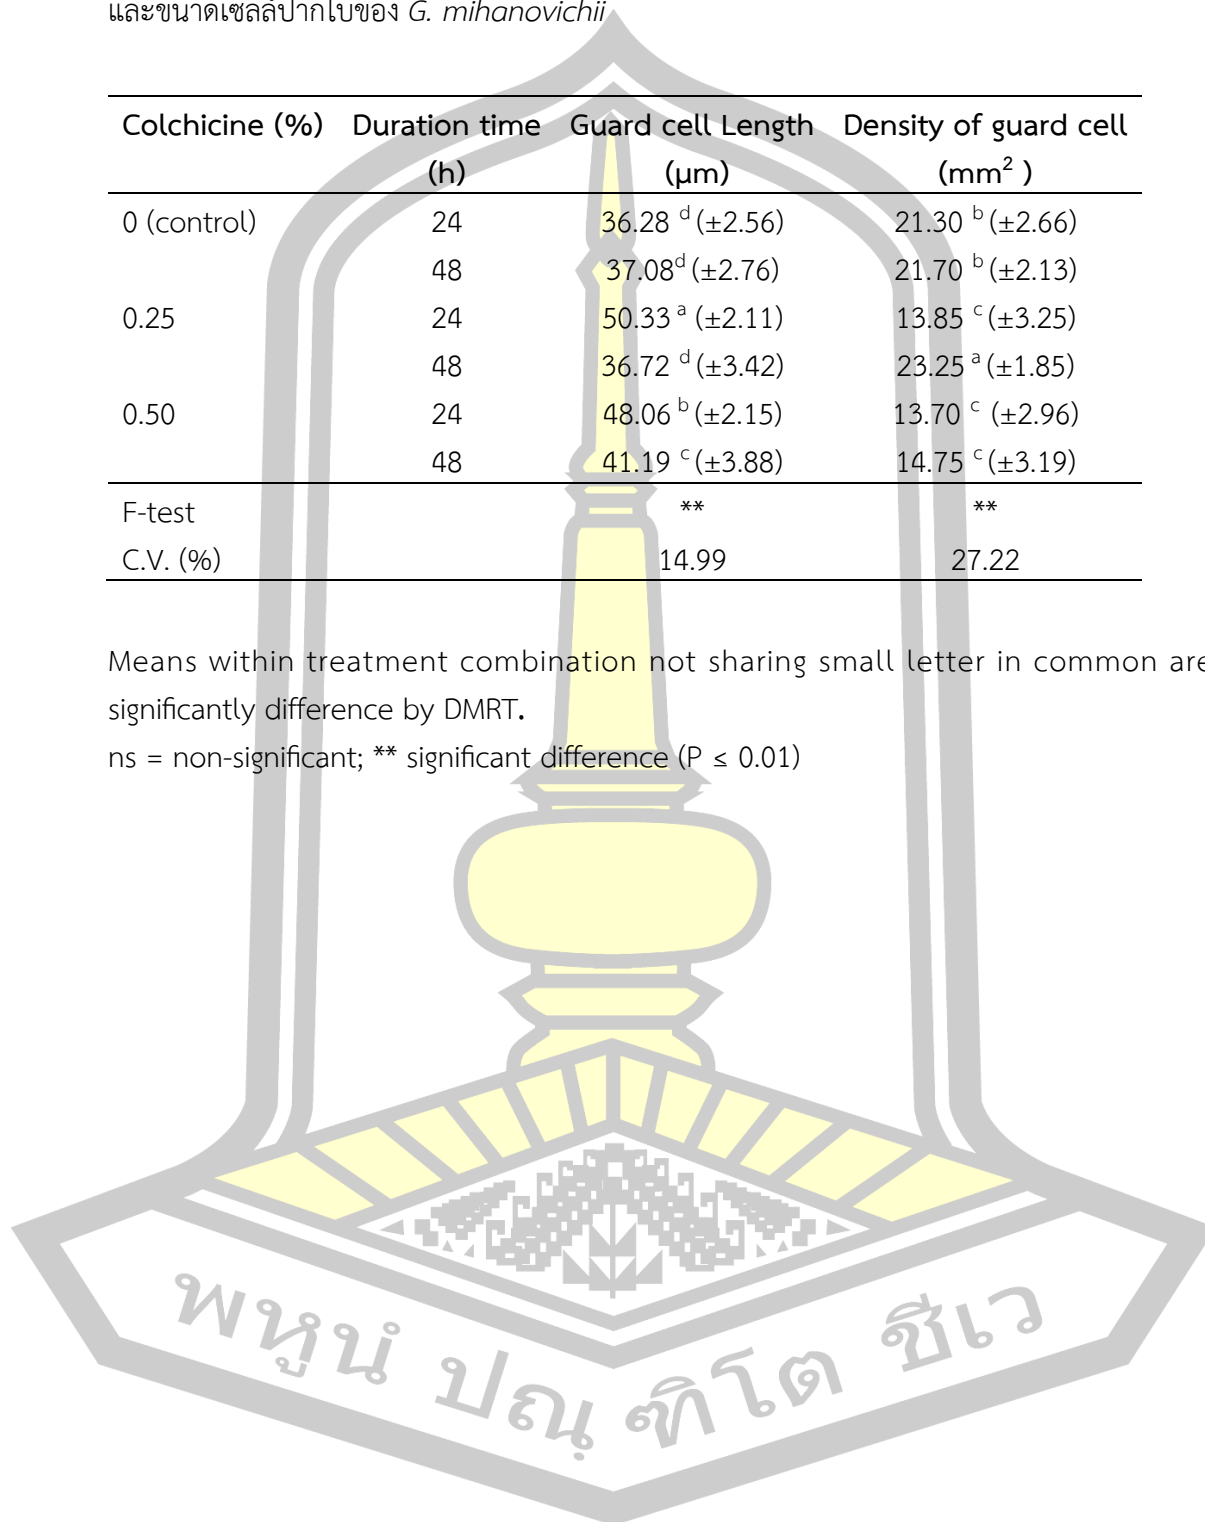 และขนาดเซลล์ปากใบของ G. mihanovichii
Colchicine (%) Duration time (h) Guard cell Length (µm) Density of guard cell (mm² )
0 (control) 24 36.28 ᵈ (±2.56) 21.30 ᵇ (±2.66)
48 37.08ᵈ (±2.76) 21.70 ᵇ (±2.13)
0.25 24 50.33 ᵃ (±2.11) 13.85 ᶜ (±3.25)
48 36.72 ᵈ (±3.42) 23.25 ᵃ (±1.85)
0.50 24 48.06 ᵇ (±2.15) 13.70 ᶜ (±2.96)
48 41.19 ᶜ (±3.88) 14.75 ᶜ (±3.19)
F-test ** **
C.V. (%) 14.99 27.22
Means within treatment combination not sharing small letter in common are
significantly difference by DMRT.
ns = non-significant; ** significant difference (P ≤ 0.01)
พหูนํ ปณฺฑิโต ชีเว